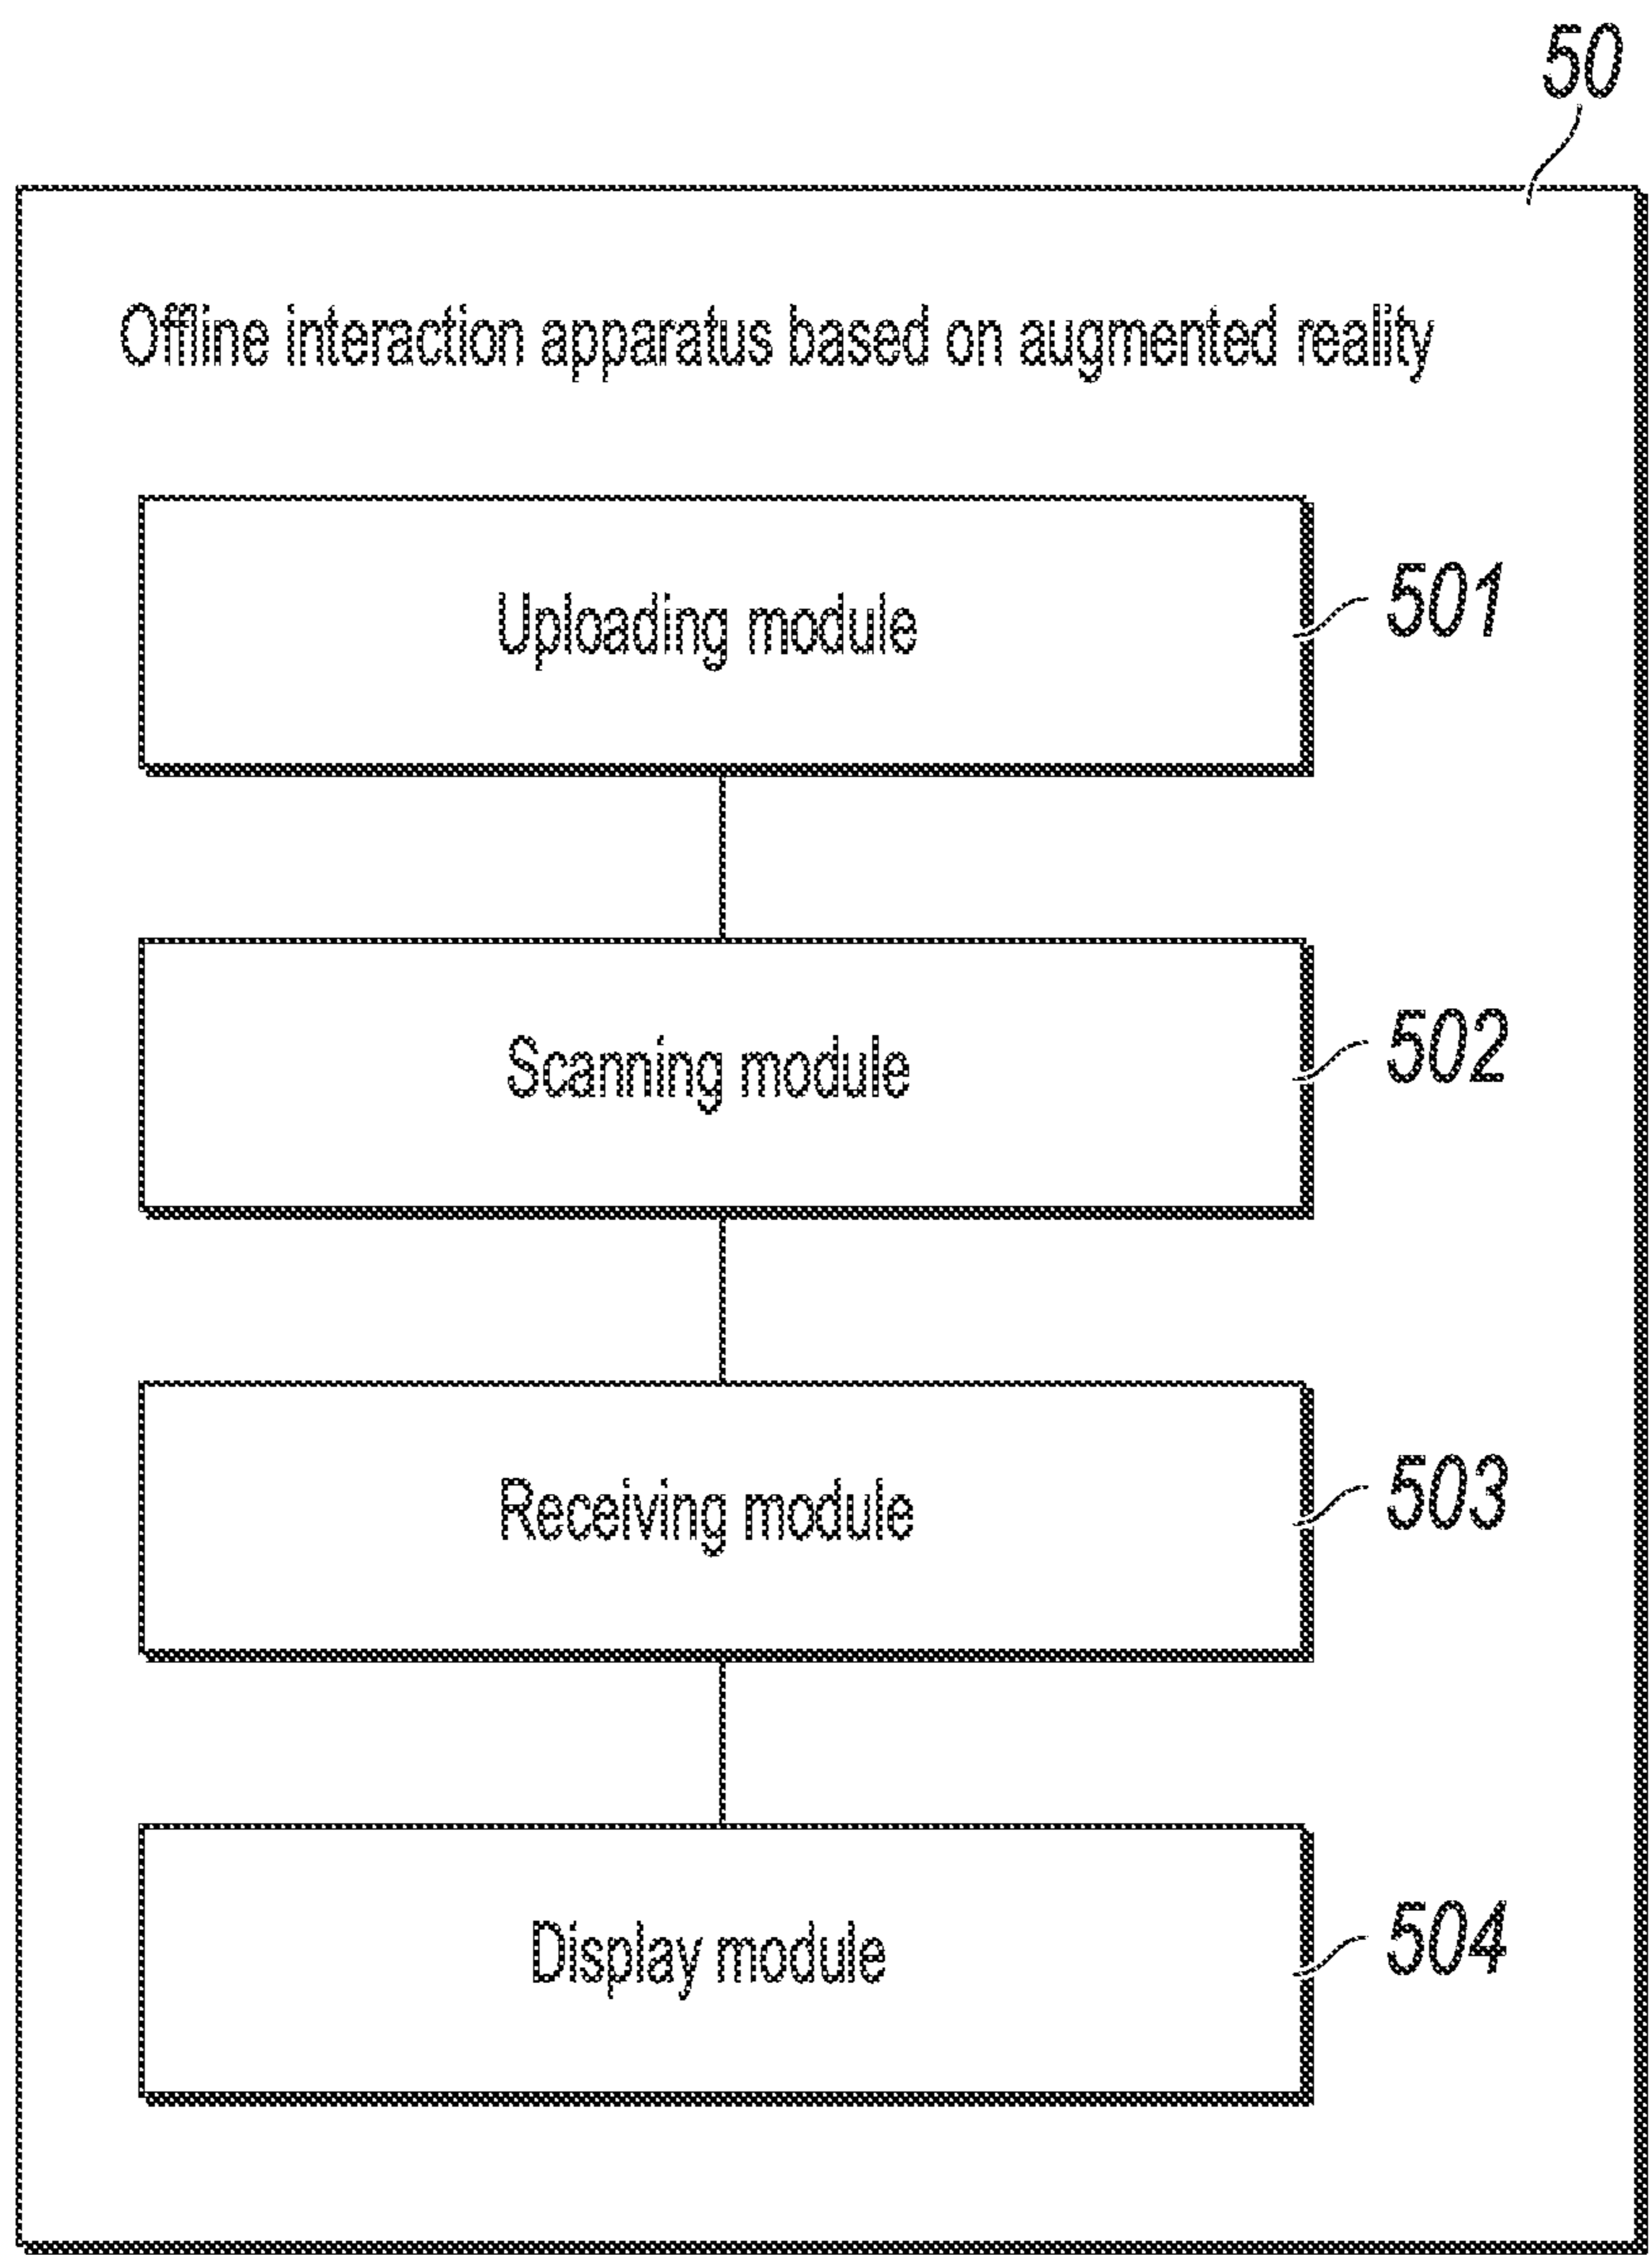 50
Offline interaction apparatus based on augmented reality
Uploading module
501
Scanning module
502
Receiving module
503
Display module
504